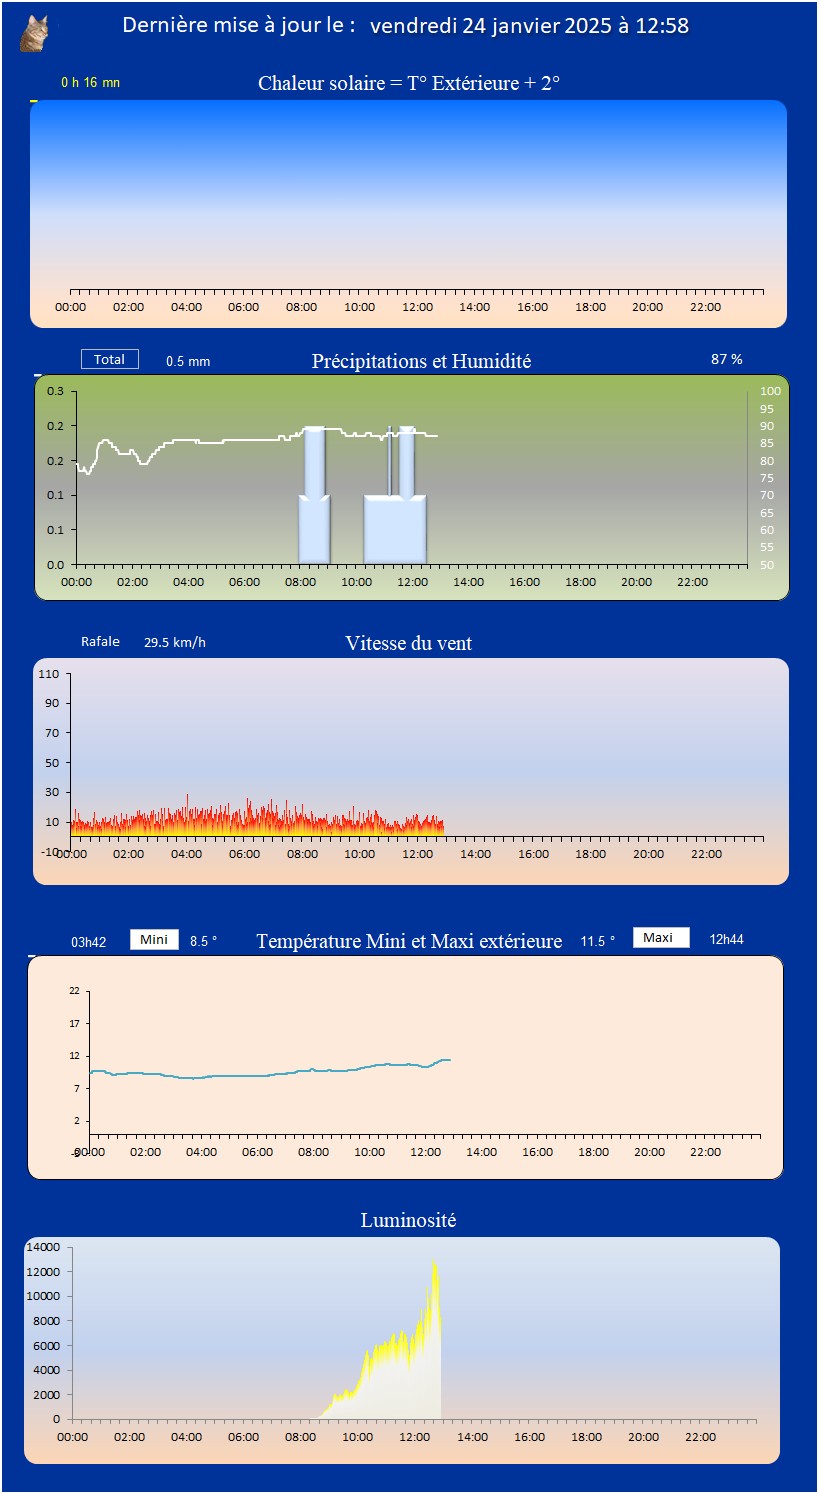 Dernière mise à jour le : vendredi 24 janvier 2025 à 12:58
0 h 16 mn Chaleur solaire = T° Extérieure + 2°
00:00 02:00 04:00 06:00 08:00 10:00 12:00 14:00 16:00 18:00 20:00 22:00
Total 0.5 mm Précipitations et Humidité 87 %
0.3 100
95
0.2 90
85
0.2 80
75
0.1 70
65
0.1 60
55
0.0 50
00:00 02:00 04:00 06:00 08:00 10:00 12:00 14:00 16:00 18:00 20:00 22:00
Rafale 29.5 km/h Vitesse du vent
110
90
70
50
30
10
-10 00:00 02:00 04:00 06:00 08:00 10:00 12:00 14:00 16:00 18:00 20:00 22:00
03h42 Mini 8.5 ° Température Mini et Maxi extérieure 11.5 ° Maxi 12h44
22
17
12
7
2
-3 00:00 02:00 04:00 06:00 08:00 10:00 12:00 14:00 16:00 18:00 20:00 22:00
Luminosité
14000
12000
10000
8000
6000
4000
2000
0
00:00 02:00 04:00 06:00 08:00 10:00 12:00 14:00 16:00 18:00 20:00 22:00